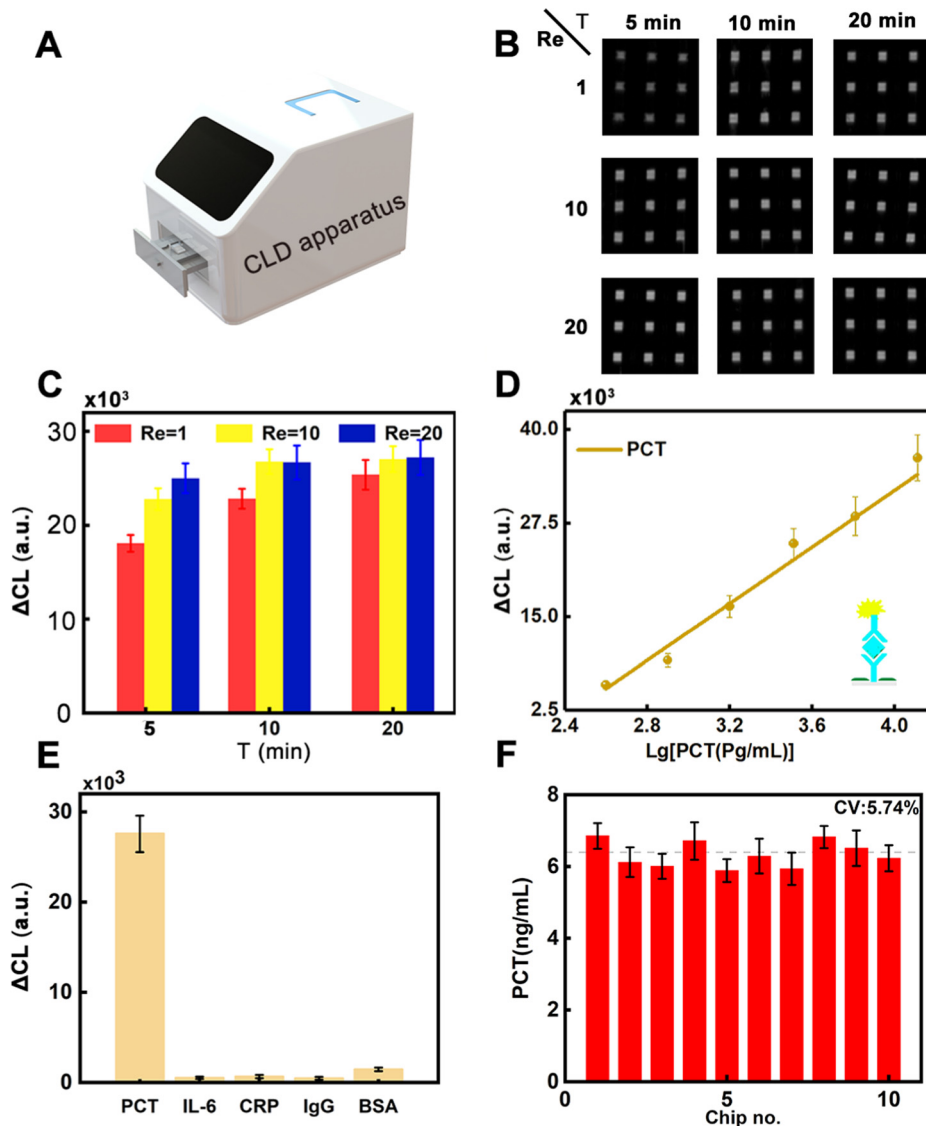 A
CLD apparatus
B
T
Re
5 min
10 min
20 min
1
10
20
C
x10³
30
20
10
0
ΔCL (a.u.)
Re=1
Re=10
Re=20
5
10
20
T (min)
D
x10³
40.0
27.5
15.0
2.5
ΔCL (a.u.)
PCT
2.4
2.8
3.2
3.6
4.0
Lg[PCT(Pg/mL)]
E
x10³
30
20
10
0
ΔCL (a.u.)
PCT
IL-6
CRP
IgG
BSA
F
8
6
4
2
0
PCT(ng/mL)
CV:5.74%
0
5
10
Chip no.